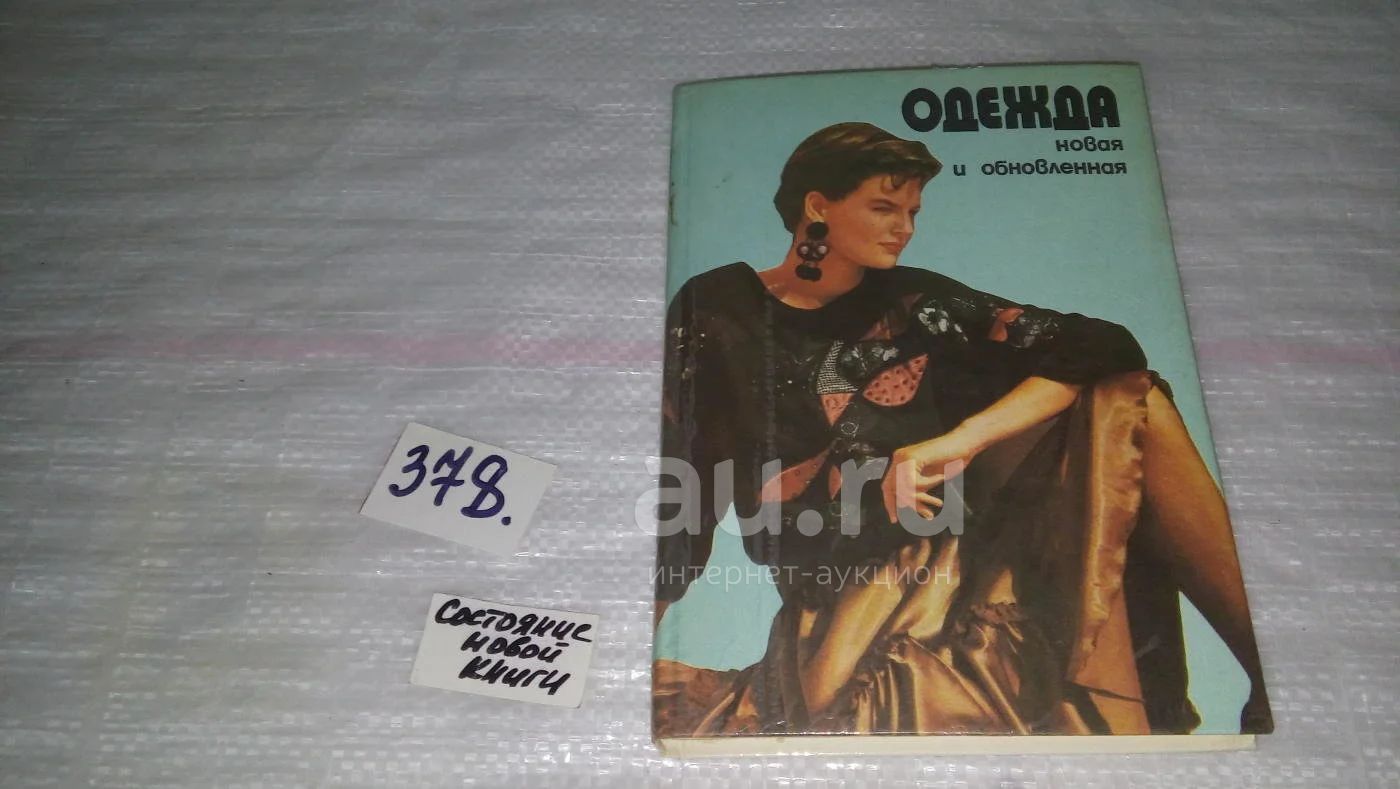 ОДЕЖДА
новая
и обновленная
378.
Состояние
новой
книги
au.ru
интернет-аукцион